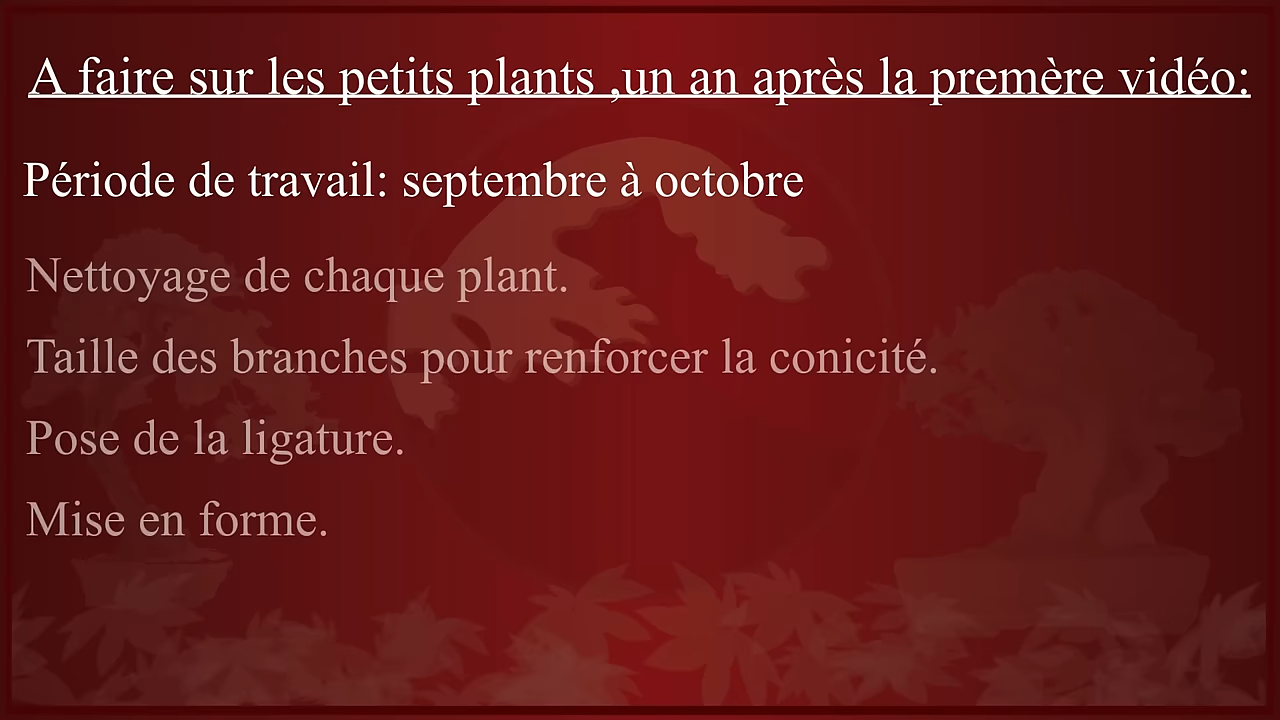 A faire sur les petits plants ,un an après la premère vidéo:
Période de travail: septembre à octobre
Nettoyage de chaque plant.
Taille des branches pour renforcer la conicité.
Pose de la ligature.
Mise en forme.